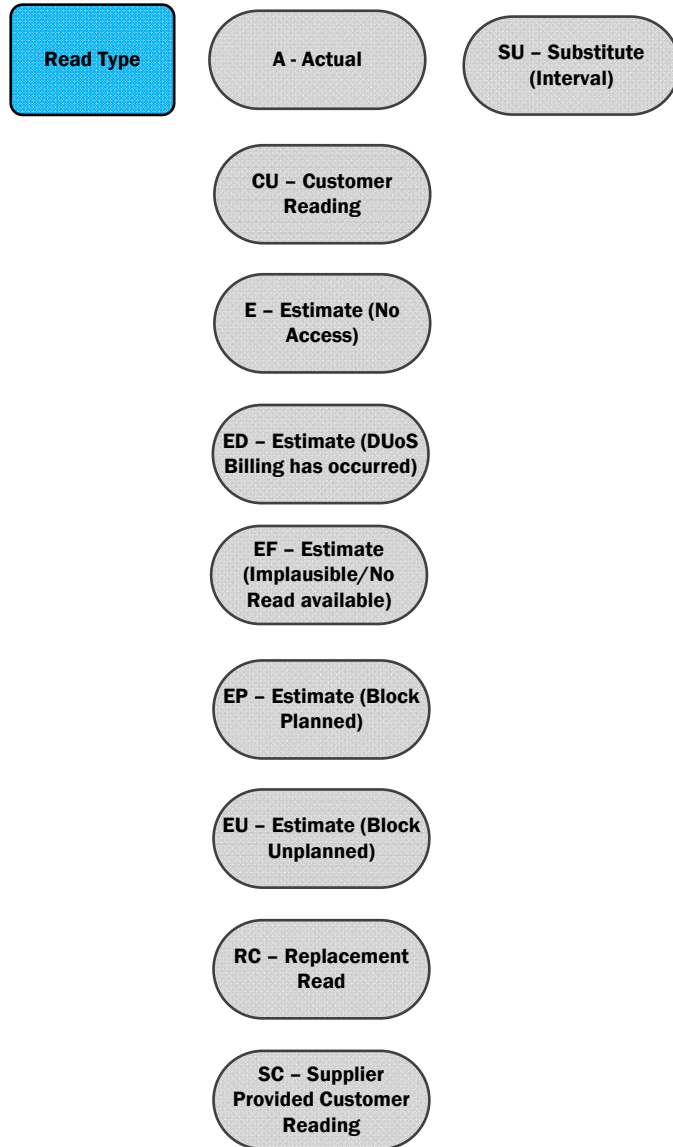 Read Type
A - Actual
SU – Substitute
(Interval)
CU – Customer
Reading
E – Estimate (No
Access)
ED – Estimate (DUoS
Billing has occurred)
EF – Estimate
(Implausible/No
Read available)
EP – Estimate (Block
Planned)
EU – Estimate (Block
Unplanned)
RC – Replacement
Read
SC – Supplier
Provided Customer
Reading